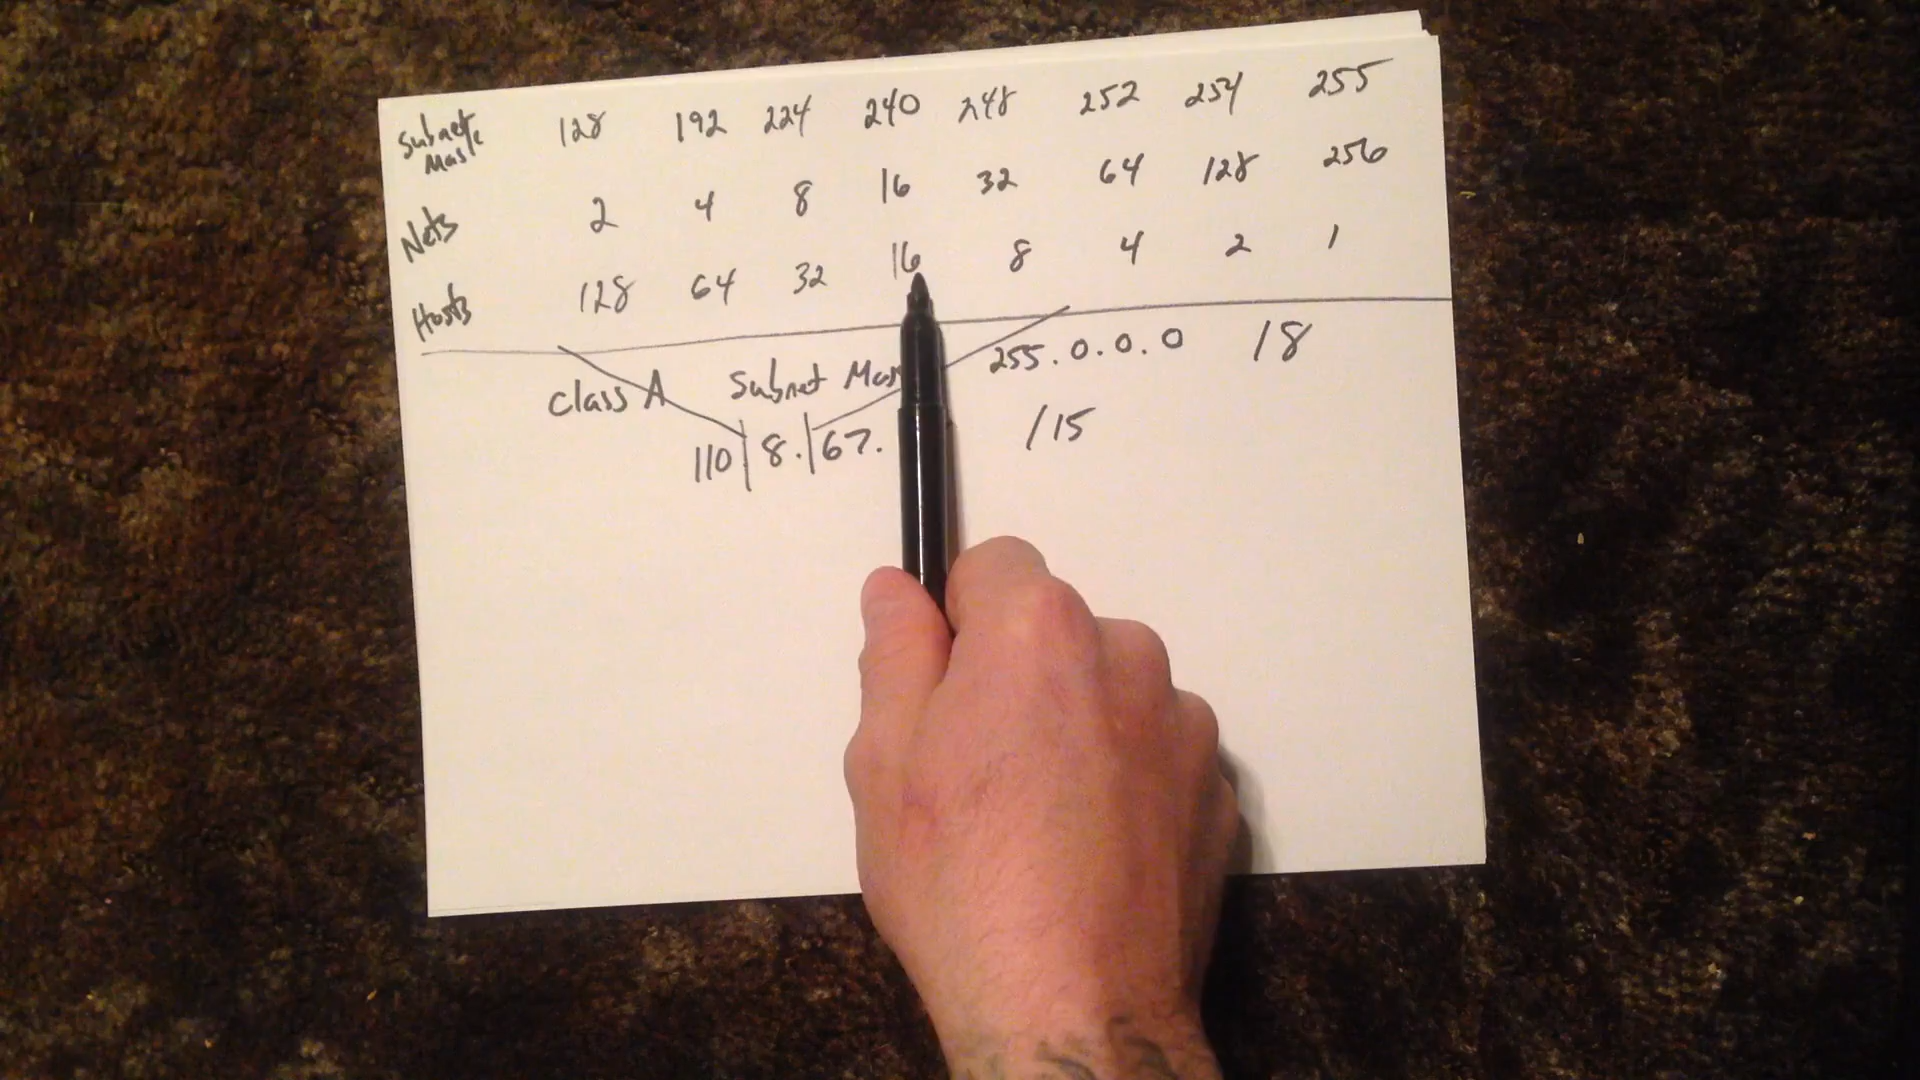 Subnet 128 192 224 240 248 252 254 255
Mask
Nets 2 4 8 16 32 64 128 256
Hosts 128 64 32 16 8 4 2 1
Class A Subnet Mas 255.0.0.0 /8
110 8. 67. /15